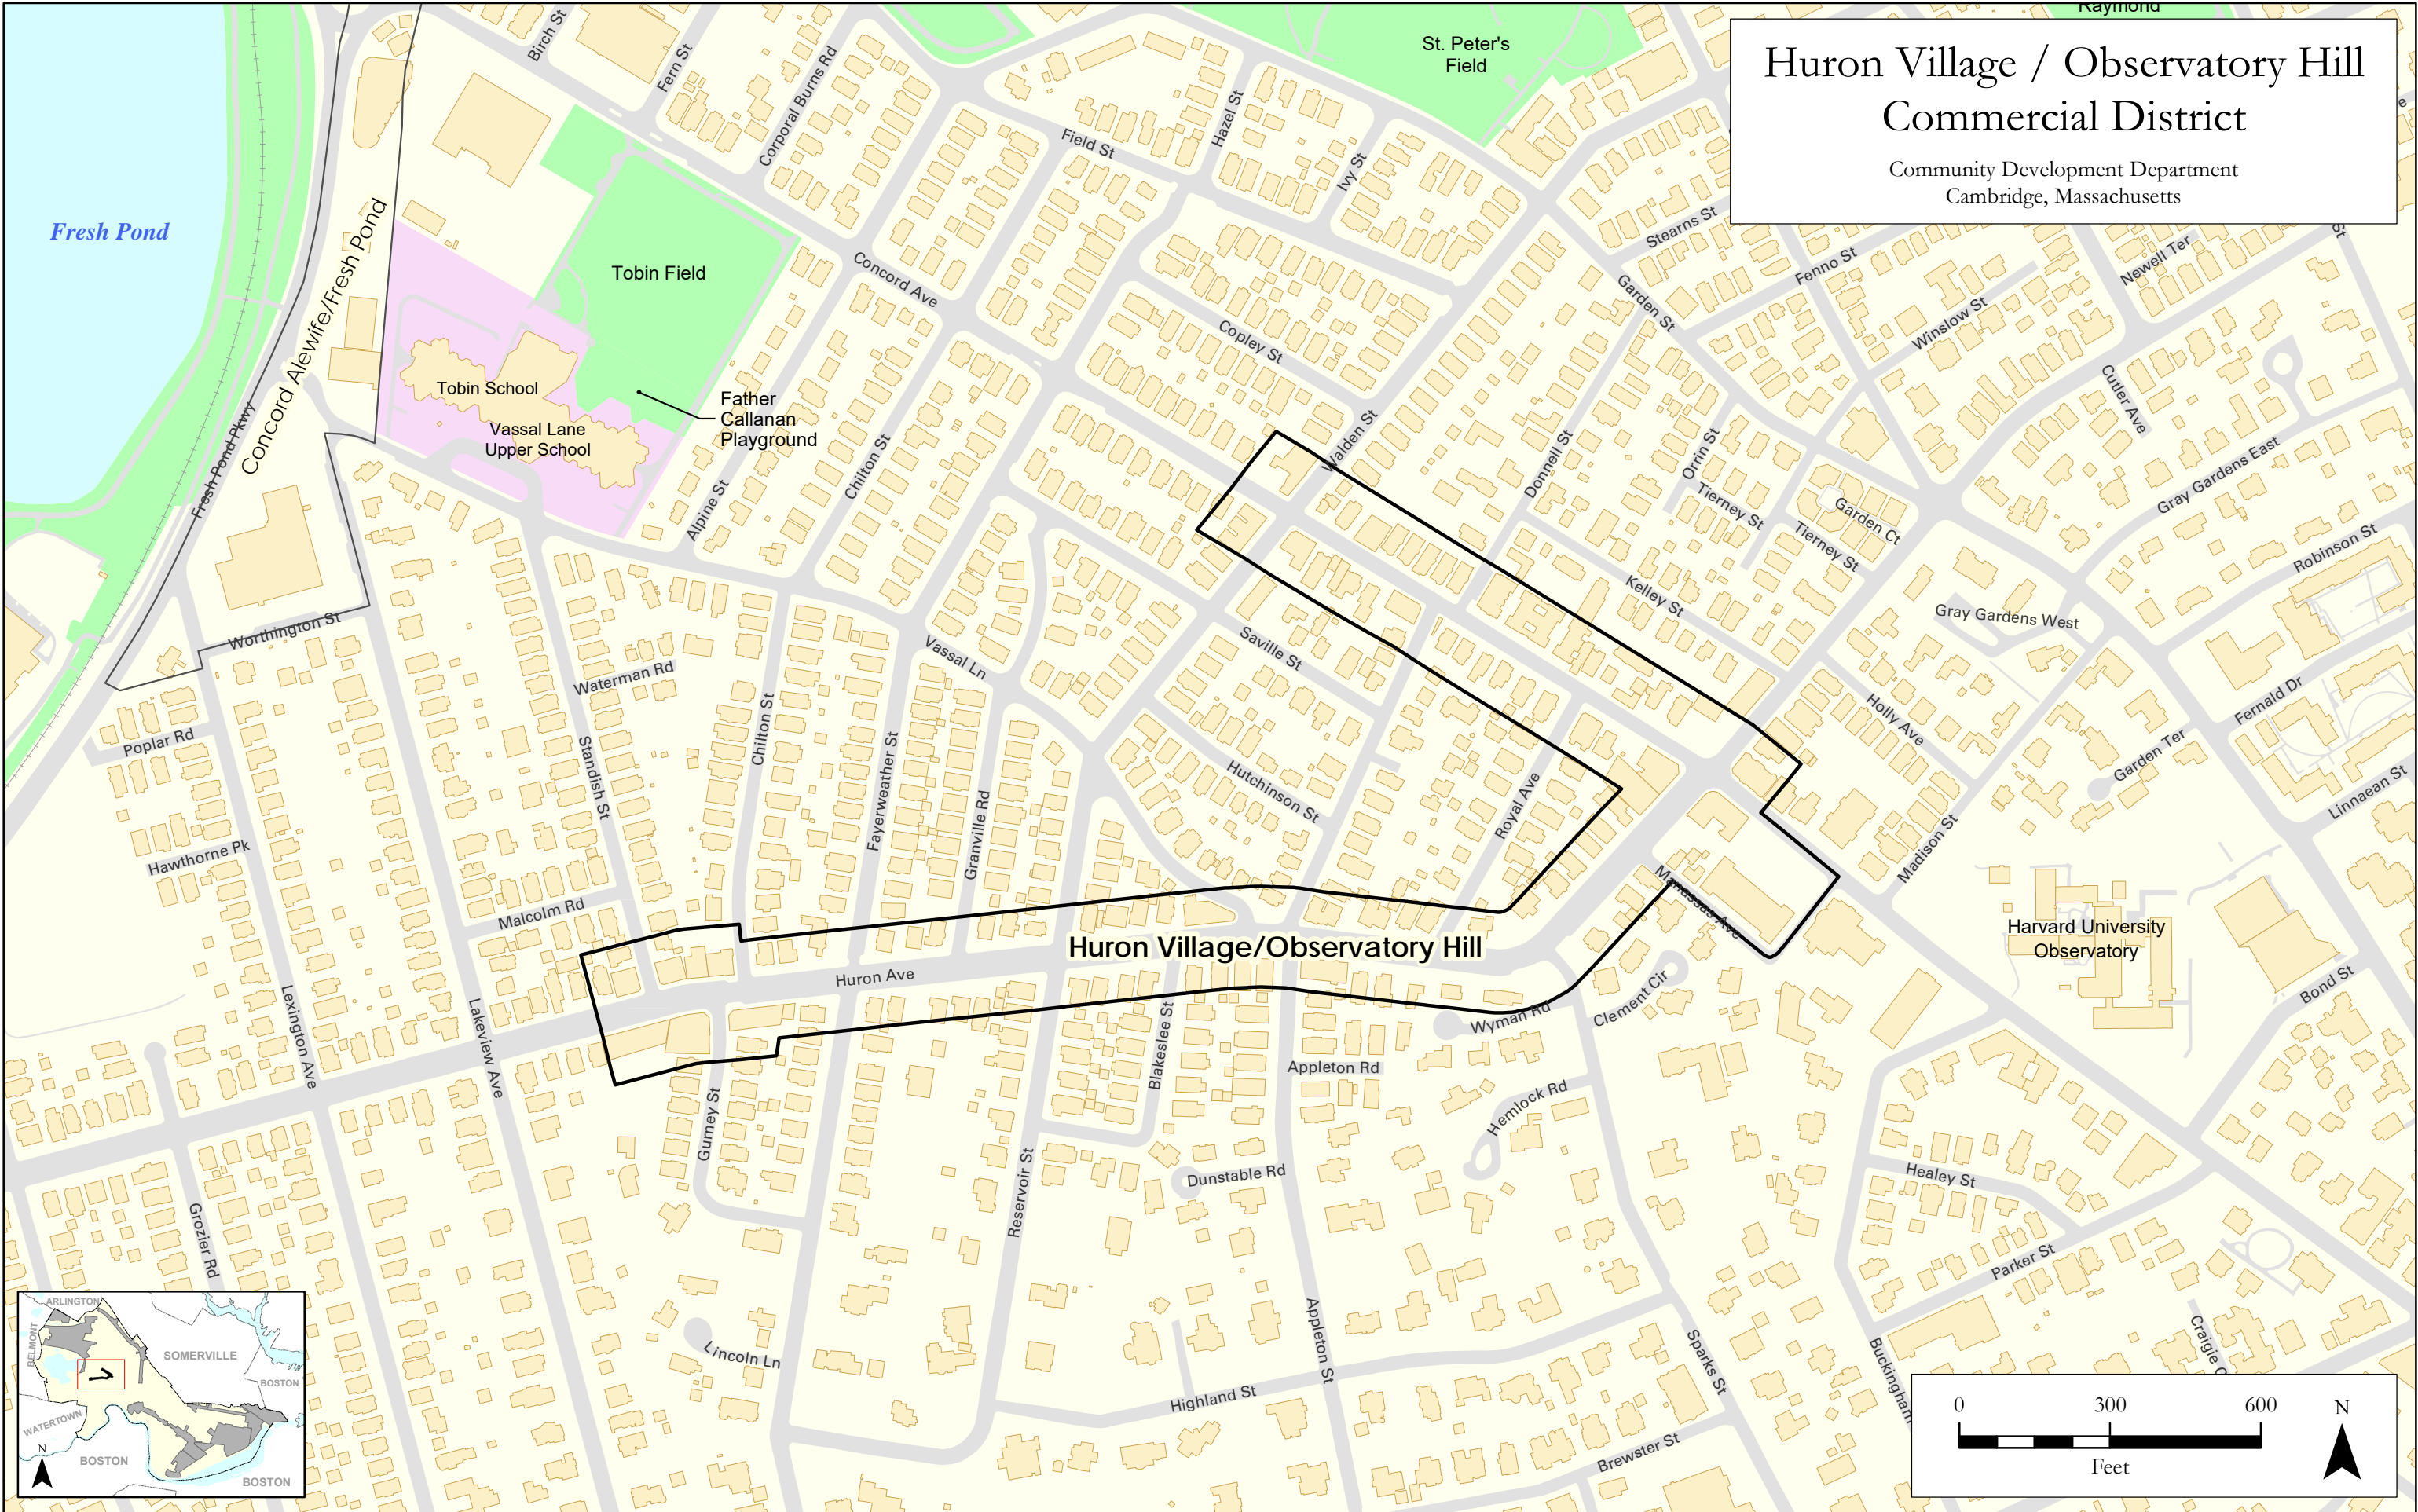 Raymond
Huron Village / Observatory Hill
Commercial District
Community Development Department
Cambridge, Massachusetts
St. Peter's
Field
Birch St
Fern St
Corporal Burns Rd
Field St
Hazel St
Ivy St
Stearns St
Fenno St
Newell Ter
St
Winslow St
Garden St
Fresh Pond
Concord Alewife/Fresh Pond
Fresh Pond Pkwy
Tobin Field
Concord Ave
Copley St
Tobin School
Vassal Lane
Upper School
Father
Callanan
Playground
Walden St
Chilton St
Alpine St
Donnell St
Orrin St
Tierney St
Tierney St
Garden Ct
Cutler Ave
Gray Gardens East
Robinson St
Gray Gardens West
Kelley St
Worthington St
Waterman Rd
Vassal Ln
Saville St
Holly Ave
Fernald Dr
Garden Ter
Linnaean St
Poplar Rd
Standish St
Chilton St
Fayerweather St
Granville Rd
Hutchinson St
Royal Ave
Madison St
Hawthorne Pk
Malcolm Rd
Manassas Ave
Harvard University
Observatory
Huron Village/Observatory Hill
Huron Ave
Bond St
Lexington Ave
Lakeview Ave
Wyman Rd
Clement Cir
Blakeslee St
Appleton Rd
Hemlock Rd
Gurney St
Reservoir St
Dunstable Rd
Healey St
Parker St
Grozier Rd
Lincoln Ln
Appleton St
Highland St
Sparks St
Brewster St
Buckingham
Craigie
ARLINGTON
BELMONT
SOMERVILLE
BOSTON
WATERTOWN
N
BOSTON
BOSTON
0 300 600
Feet
N